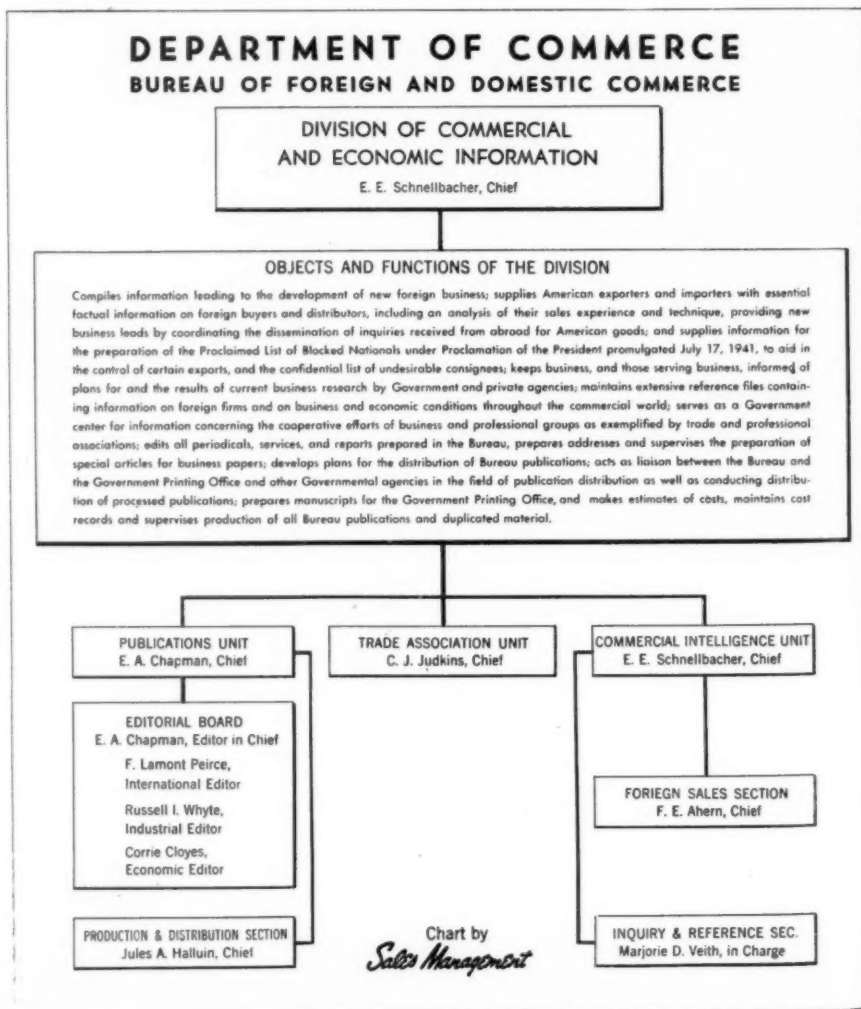 DEPARTMENT OF COMMERCE
BUREAU OF FOREIGN AND DOMESTIC COMMERCE
DIVISION OF COMMERCIAL
AND ECONOMIC INFORMATION
E. E. Schnellbacher, Chief
OBJECTS AND FUNCTIONS OF THE DIVISION
Compiles information leading to the development of new foreign business; supplies American exporters and importers with essential
factual information on foreign buyers and distributors, including an analysis of their sales experience and technique, providing new
business leads by coordinating the dissemination of inquiries received from abroad for American goods; and supplies information for
the preparation of the Proclaimed List of Blocked Nationals under Proclamation of the President promulgated July 17, 1941, to aid in
the control of certain exports, and the confidential list of undesirable consignees; keeps business, and those serving business, informed of
plans for and the results of current business research by Government and private agencies; maintains extensive reference files contain-
ing information on foreign firms and on business and economic conditions throughout the commercial world; serves as a Government
center for information concerning the cooperative efforts of business and professional groups as exemplified by trade and professional
associations; edits all periodicals, services, and reports prepared in the Bureau, prepares addresses and supervises the preparation of
special articles for business papers; develops plans for the distribution of Bureau publications; acts as liaison between the Bureau and
the Government Printing Office and other Governmental agencies in the field of publication distribution as well as conducting distribu-
tion of processed publications; prepares manuscripts for the Government Printing Office, and makes estimates of costs, maintains cost
records and supervises production of all Bureau publications and duplicated material.
PUBLICATIONS UNIT
E. A. Chapman, Chief
TRADE ASSOCIATION UNIT
C. J. Judkins, Chief
COMMERCIAL INTELLIGENCE UNIT
E. E. Schnellbacher, Chief
EDITORIAL BOARD
E. A. Chapman, Editor in Chief
F. Lamont Peirce,
International Editor
Russell I. Whyte,
Industrial Editor
Corrie Cloyes,
Economic Editor
FORIEGN SALES SECTION
F. E. Ahern, Chief
PRODUCTION & DISTRIBUTION SECTION
Jules A. Halluin, Chief
Chart by
Sales Management
INQUIRY & REFERENCE SEC.
Marjorie D. Veith, in Charge